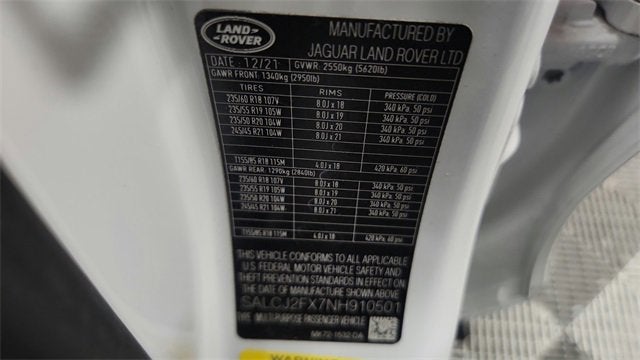 LAND
ROVER
MANUFACTURED BY
JAGUAR LAND ROVER LTD
DATE. 12/21 GVWR. 2550kg (5620lb)
GAWR FRONT. 1340kg (2950lb)
TIRES RIMS PRESSURE (COLD)
235/60 R18 107V 8.0J x 18 340 kPa. 50 psi
235/55 R19 105W 8.0J x 19 340 kPa. 50 psi
235/50 R20 104W 8.0J x 20 340 kPa. 50 psi
245/45 R21 104W 8.0J x 21 340 kPa. 50 psi
T155/85 R18 115M 4.0J x 18 420 kPa. 60 psi
GAWR REAR. 1290kg (2840lb)
235/60 R18 107V 8.0J x 18 340 kPa. 50 psi
235/55 R19 105W 8.0J x 19 340 kPa. 50 psi
235/50 R20 104W 8.0J x 20 340 kPa. 50 psi
245/45 R21 104W 8.0J x 21 340 kPa. 50 psi
T155/85 R18 115M 4.0J x 18 420 kPa. 60 psi
THIS VEHICLE CONFORMS TO ALL APPLICABLE
U.S FEDERAL MOTOR VEHICLE SAFETY AND
THEFT PREVENTION STANDARDS IN EFFECT ON
THE DATE OF MANUFACTURE SHOWN ABOVE
SALCJ2FX7NH910501
TYPE : MULTIPURPOSE PASSENGER VEHICLE
MK72-1532-DA
WARNING